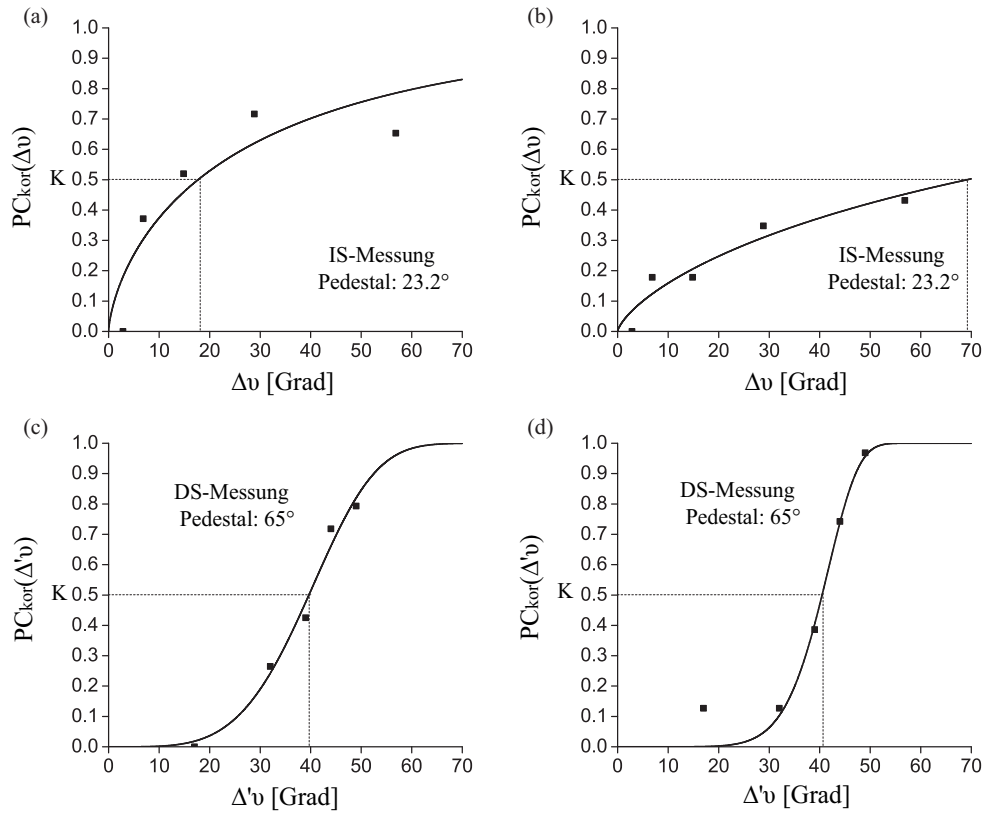 (a)
1.0
0.9
0.8
0.7
0.6
K 0.5
0.4
0.3
0.2
0.1
0.0
PCkor(Δυ)
IS-Messung
Pedestal: 23.2°
0 10 20 30 40 50 60 70
Δυ [Grad]
(b)
1.0
0.9
0.8
0.7
0.6
K 0.5
0.4
0.3
0.2
0.1
0.0
PCkor(Δυ)
IS-Messung
Pedestal: 23.2°
0 10 20 30 40 50 60 70
Δυ [Grad]
(c)
1.0
0.9
0.8
0.7
0.6
K 0.5
0.4
0.3
0.2
0.1
0.0
PCkor(Δ'υ)
DS-Messung
Pedestal: 65°
0 10 20 30 40 50 60 70
Δ'υ [Grad]
(d)
1.0
0.9
0.8
0.7
0.6
K 0.5
0.4
0.3
0.2
0.1
0.0
PCkor(Δ'υ)
DS-Messung
Pedestal: 65°
0 10 20 30 40 50 60 70
Δ'υ [Grad]